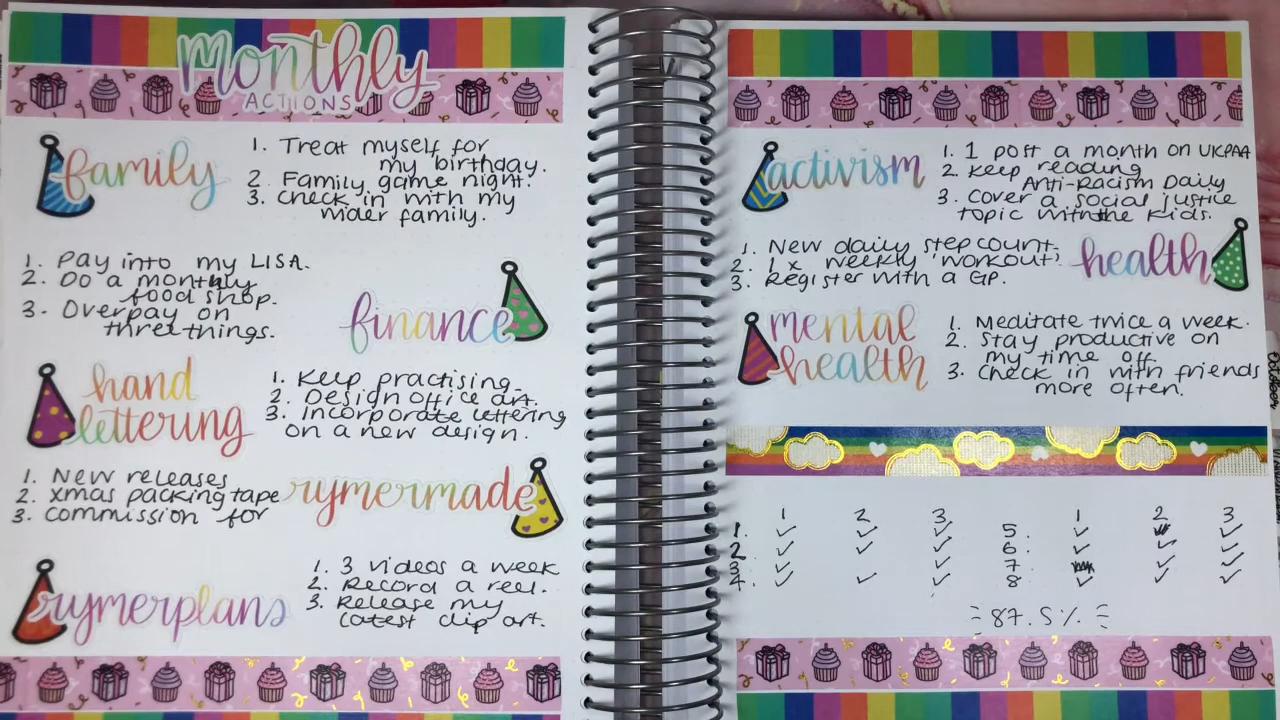 monthly
ACTIONS
family
1. Treat myself for
my birthday.
2. Family game night.
3. Check in with my
wider family.
1. Pay into my LISA.
2. Do a monthly
food shop.
3. Overpay on
three things.
finance
hand
lettering
1. Keep practising.
2. Design office art.
3. Incorporate lettering
on a new design.
1. New releases
2. Xmas packing tape
3. Commission for
rymermade
rymerplans
1. 3 videos a week
2. Record a reel.
3. Release my
latest clip art.
activism
1. 1 post a month on UKPAA
2. Keep reading
Anti-Racism Daily
3. Cover a social justice
topic with the kids.
1. New daily step count.
2. 1x weekly workout.
3. Register with a GP.
health
mental
health
1. Meditate twice a week.
2. Stay productive on
my time off.
3. Check in with friends
more often.
1 2 3 1 2 3
1. ✓ ✓ ✓ 5. ✓ ✓
2. ✓ ✓ ✓ 6. ✓ ✓ ✓
3. ✓ 7. ✓ ✓
4. ✓ ✓ ✓ 8 ✓ ✓ ✓
87.5%